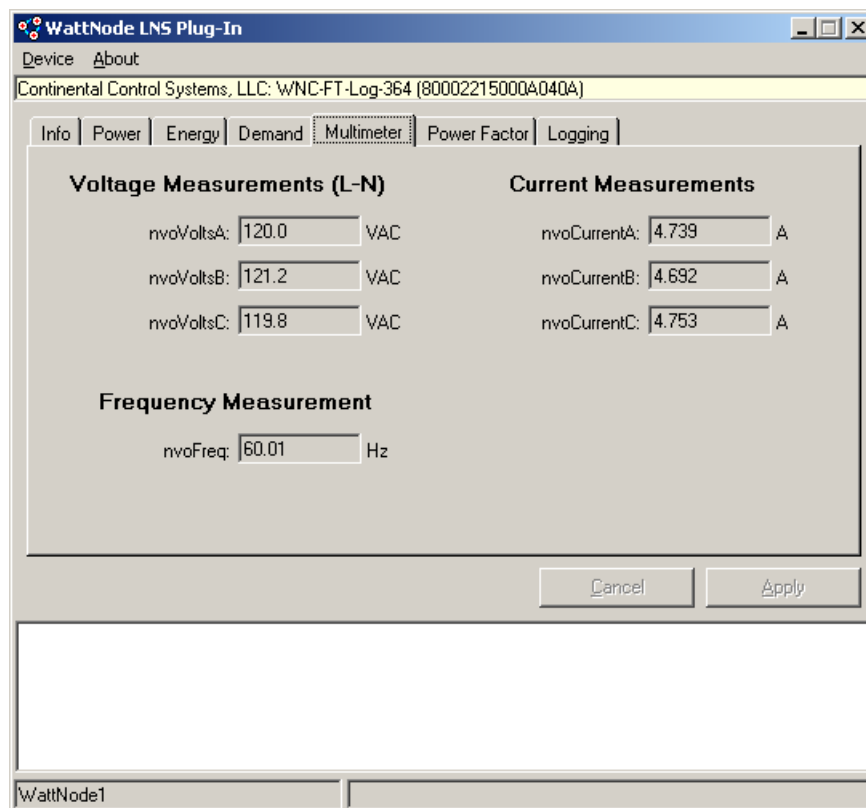 WattNode LNS Plug-In
Device About
Continental Control Systems, LLC: WNC-FT-Log-364 (80002215000A040A)
Info Power Energy Demand Multimeter Power Factor Logging
Voltage Measurements (L-N) Current Measurements
nvoVoltsA: 120.0 VAC nvoCurrentA: 4.739 A
nvoVoltsB: 121.2 VAC nvoCurrentB: 4.692 A
nvoVoltsC: 119.8 VAC nvoCurrentC: 4.753 A
Frequency Measurement
nvoFreq: 60.01 Hz
Cancel Apply
WattNode1